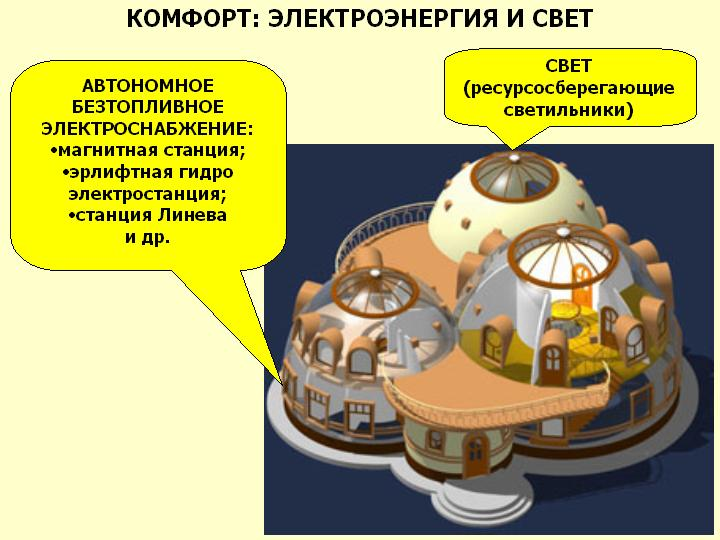 КОМФОРТ: ЭЛЕКТРОЭНЕРГИЯ И СВЕТ
АВТОНОМНОЕ
БЕЗТОПЛИВНОЕ
ЭЛЕКТРОСНАБЖЕНИЕ:
•магнитная станция;
•эрлифтная гидро
электростанция;
•станция Линева
и др.
СВЕТ
(ресурсосберегающие
светильники)